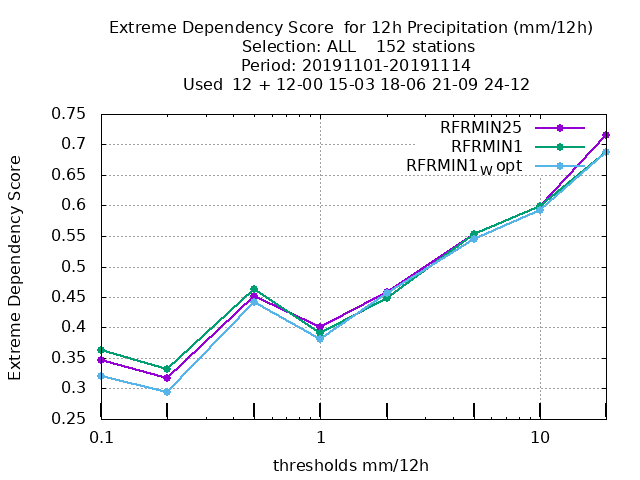 Extreme Dependency Score  for 12h Precipitation (mm/12h)
Selection: ALL    152 stations
Period: 20191101-20191114
Used  12 + 12-00 15-03 18-06 21-09 24-12
RFRMIN25
RFRMIN1
RFRMIN1W opt
Extreme Dependency Score
0.75
0.7
0.65
0.6
0.55
0.5
0.45
0.4
0.35
0.3
0.25
0.1
1
10
thresholds mm/12h